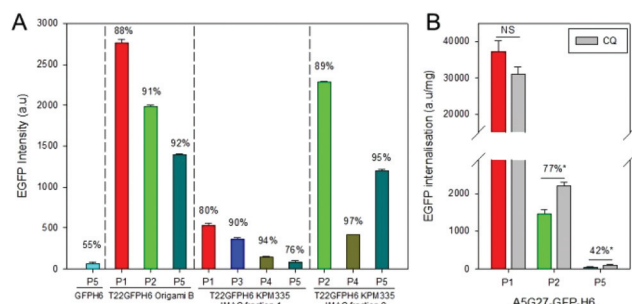 A
EGFP Intensity (a.u)
3000
2500
2000
1500
1000
500
0
55%
88%
91%
92%
80%
90%
94%
76%
89%
97%
95%
P5
P1 P2 P5
P1 P3 P4 P5
P2 P4 P5
GFPH6
T22GFPH6 Origami B
T22GFPH6 KPM335
T22GFPH6 KPM335
B
EGFP internalisation (a.u/mg)
40000
30000
20000
2000
1000
0
NS
CQ
77%*
42%*
P1 P2 P5
A5G27-GFP-H6